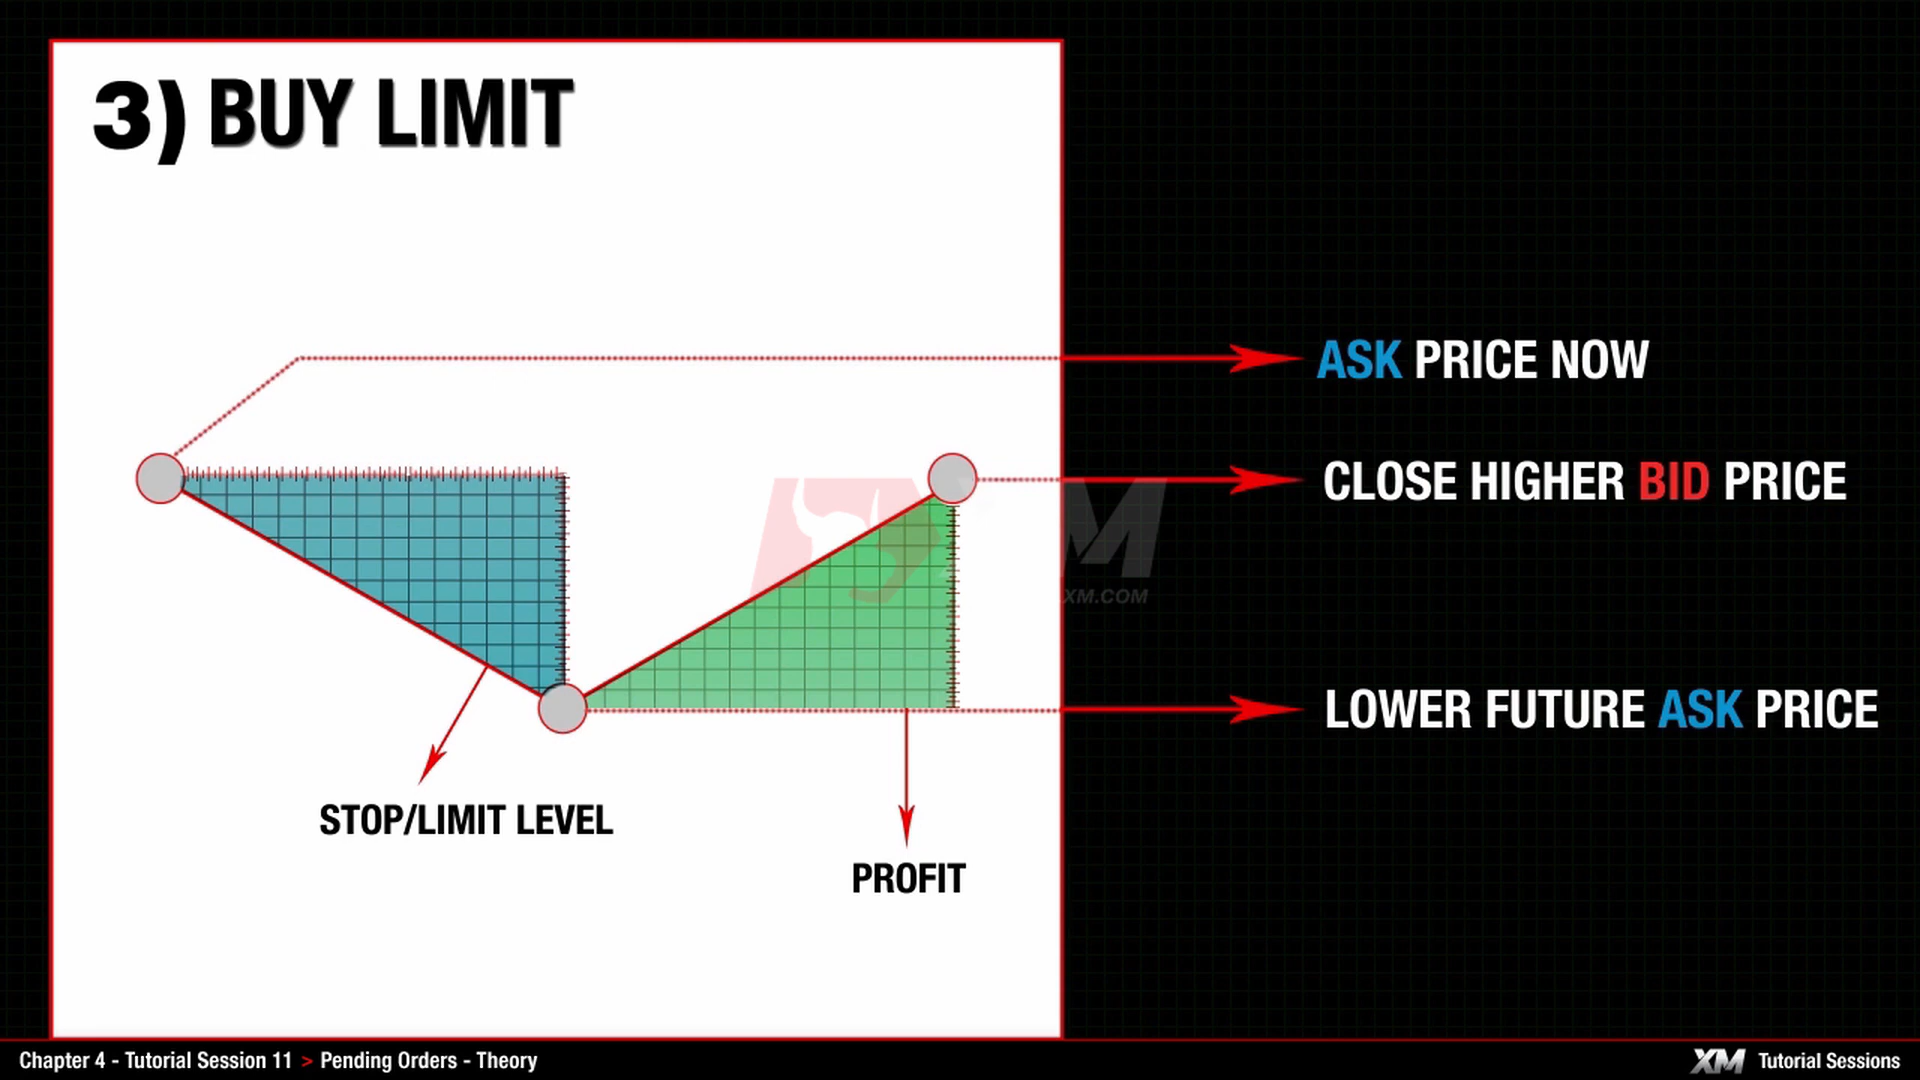 3) BUY LIMIT
ASK PRICE NOW
CLOSE HIGHER BID PRICE
XM
XM.COM
LOWER FUTURE ASK PRICE
STOP/LIMIT LEVEL
PROFIT
Chapter 4 - Tutorial Session 11 > Pending Orders - Theory
XM Tutorial Sessions